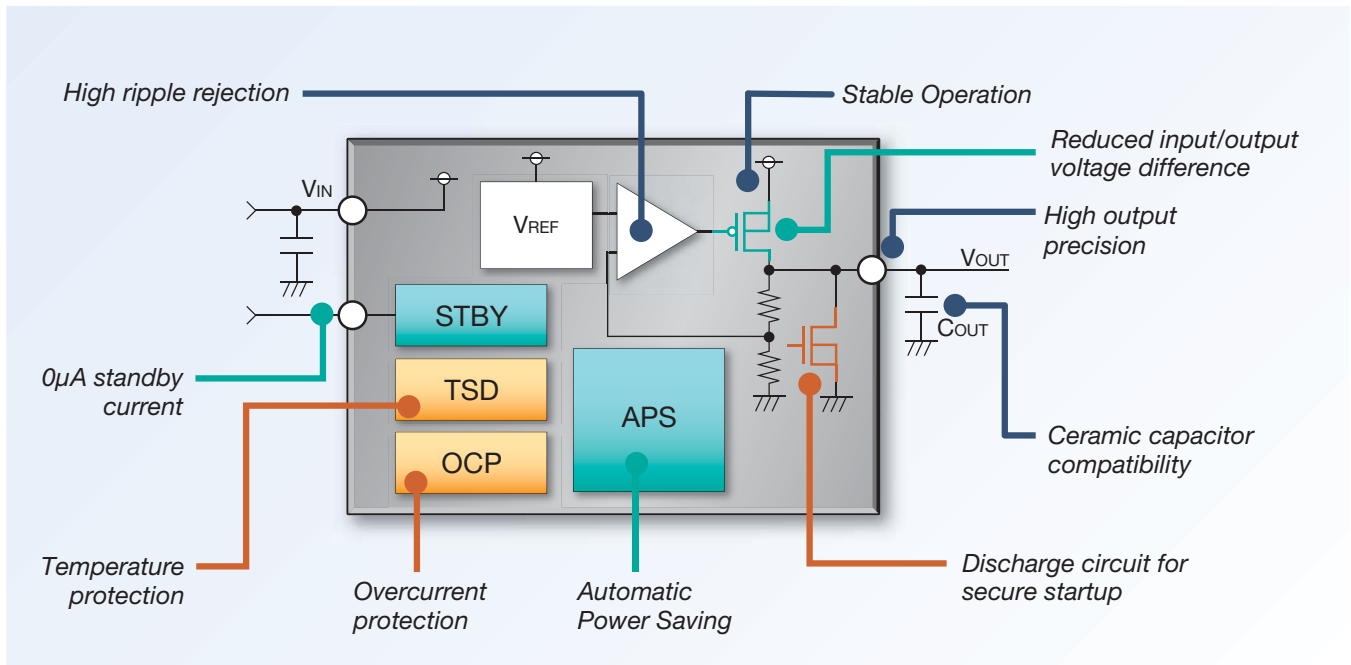 High ripple rejection
Stable Operation
Reduced input/output
voltage difference
High output
precision
VIN
VREF
VOUT
COUT
STBY
TSD
OCP
APS
0µA standby
current
Ceramic capacitor
compatibility
Temperature
protection
Overcurrent
protection
Automatic
Power Saving
Discharge circuit for
secure startup